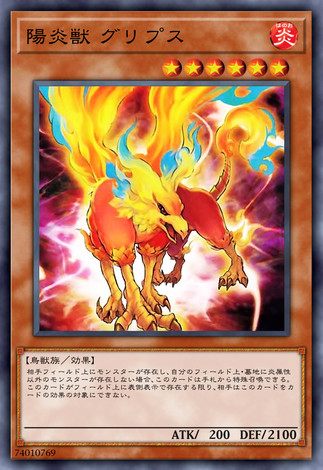 陽炎獣 グリプス
炎
【鳥獣族/効果】
相手フィールド上にモンスターが存在し、自分のフィールド上・墓地に炎属性
以外のモンスターが存在しない場合、このカードは手札から特殊召喚できる。
このカードがフィールド上に表側表示で存在する限り、相手はこのカードをカ
ードの効果の対象にできない。
ATK/ 200 DEF/2100
74010769